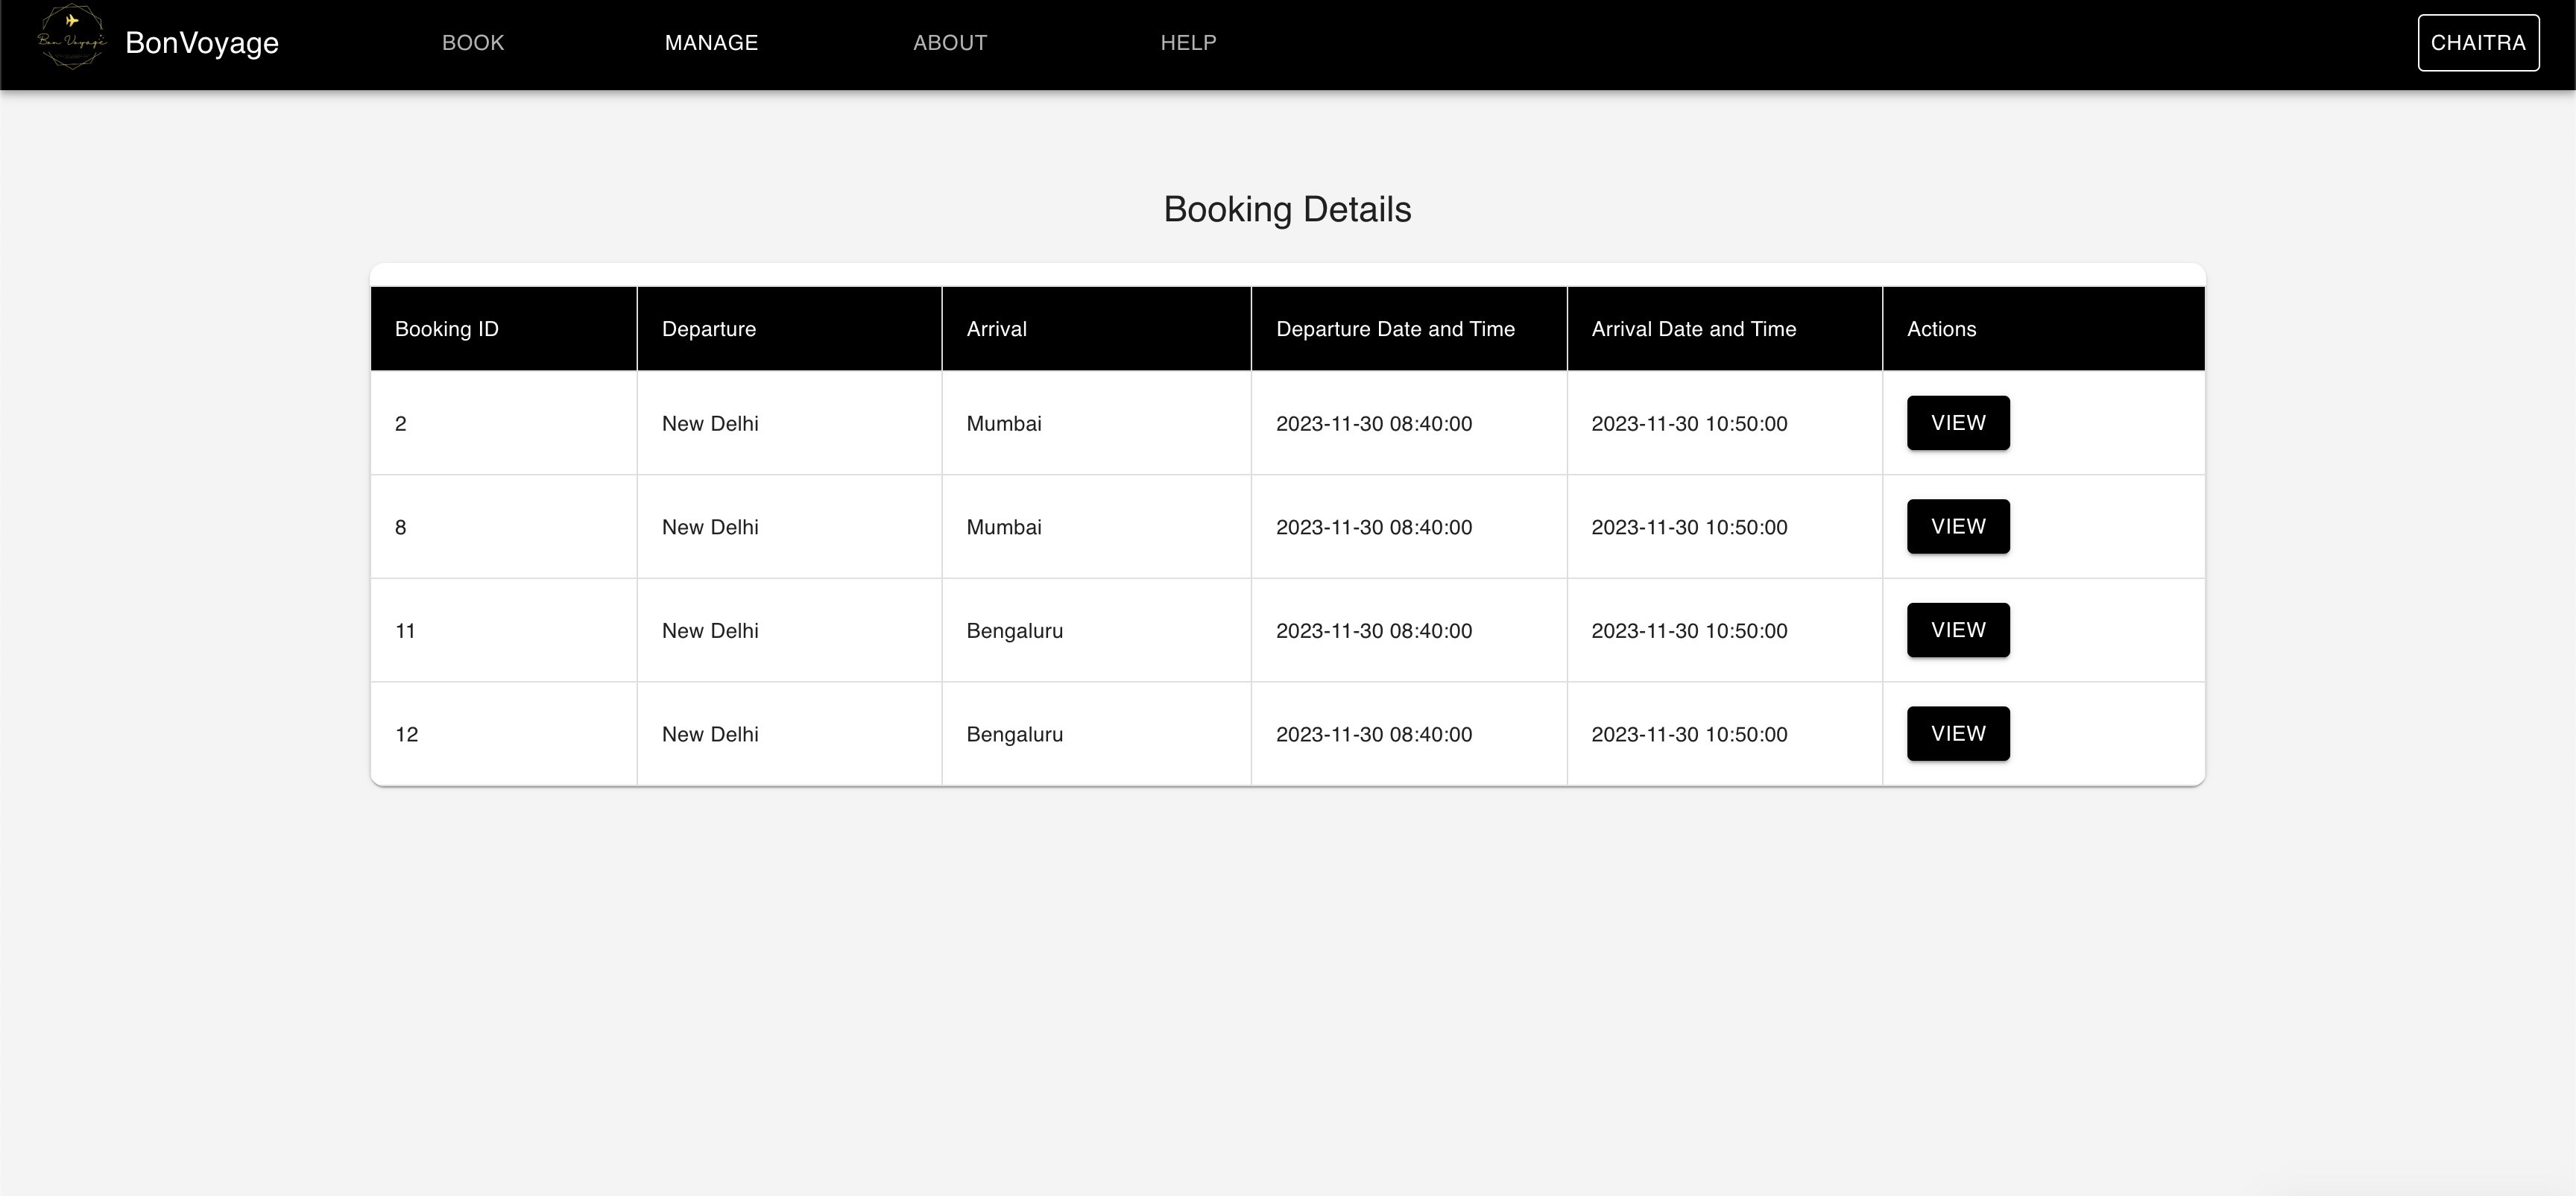 Bon Voyage
BonVoyage BOOK MANAGE ABOUT HELP CHAITRA
Booking Details
Booking ID Departure Arrival Departure Date and Time Arrival Date and Time Actions
2 New Delhi Mumbai 2023-11-30 08:40:00 2023-11-30 10:50:00 VIEW
8 New Delhi Mumbai 2023-11-30 08:40:00 2023-11-30 10:50:00 VIEW
11 New Delhi Bengaluru 2023-11-30 08:40:00 2023-11-30 10:50:00 VIEW
12 New Delhi Bengaluru 2023-11-30 08:40:00 2023-11-30 10:50:00 VIEW